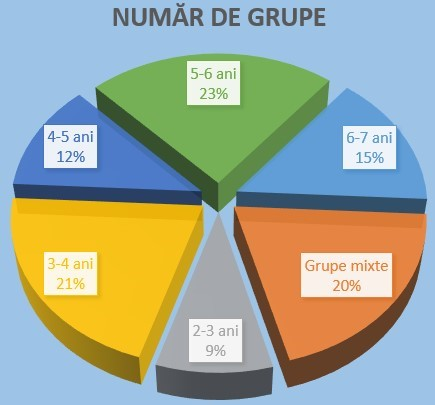 NUMĂR DE GRUPE
5-6 ani
23%
4-5 ani
12%
6-7 ani
15%
3-4 ani
21%
Grupe mixte
20%
2-3 ani
9%